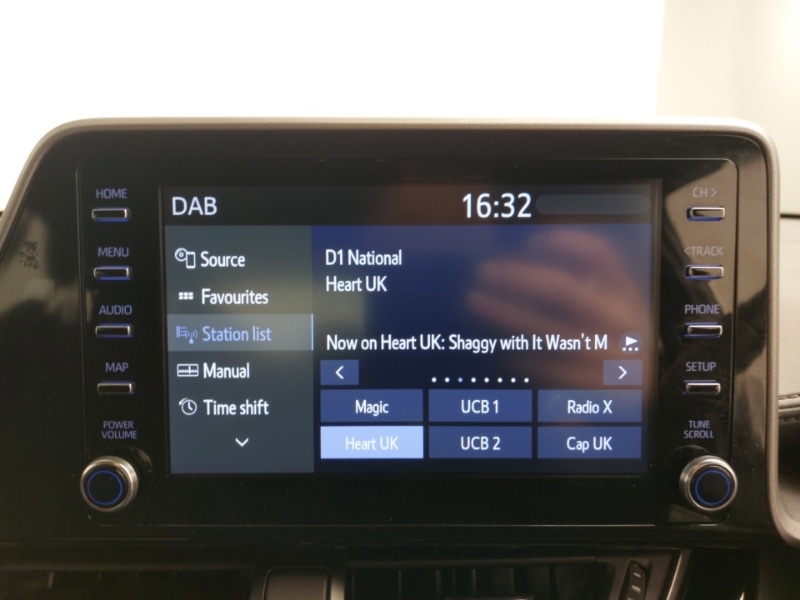 HOME
MENU
AUDIO
MAP
POWER
VOLUME
DAB
16:32
Source
Favourites
Station list
Manual
Time shift
D1 National
Heart UK
Now on Heart UK: Shaggy with It Wasn't M
Magic
UCB 1
Radio X
Heart UK
UCB 2
Cap UK
CH >
< TRACK
PHONE
SETUP
TUNE
SCROLL